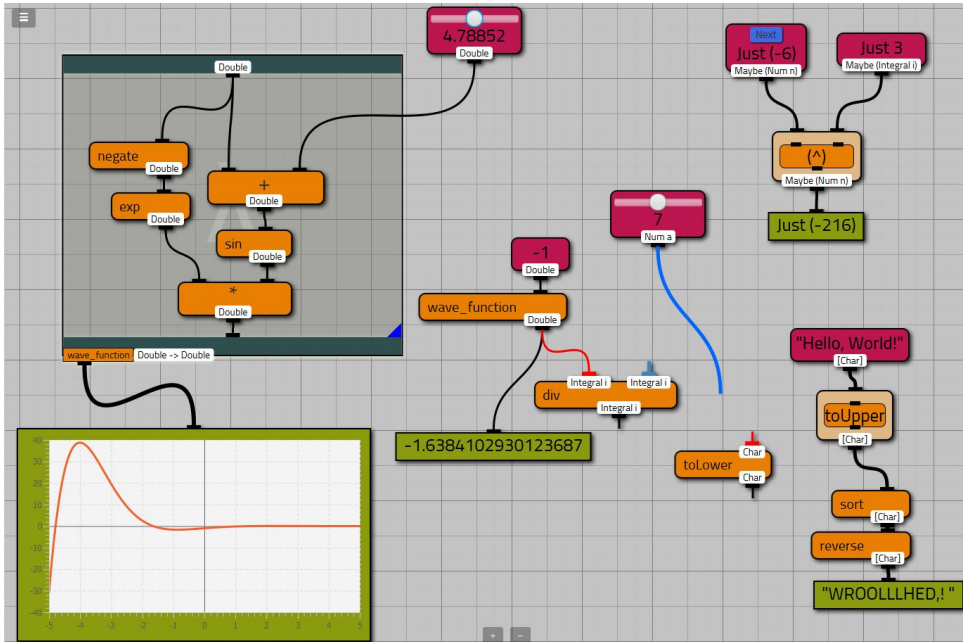 ☰
4.78852
Double
Double
negate
Double
exp
Double
+
Double
sin
Double
*
Double
wave_function
Double -> Double
40
30
20
10
0
-10
-20
-30
-40
-5
-4
-3
-2
-1
0
1
2
3
4
5
-1
Double
wave_function
Double
Integral i
Integral i
div
Integral i
-1.6384102930123687
7
Num a
Char
toLower
Char
Next
Just (-6)
Maybe (Num n)
Just 3
Maybe (Integral i)
(^)
Maybe (Num n)
Just (-216)
"Hello, World!"
[Char]
toUpper
[Char]
sort
[Char]
reverse
[Char]
"WROOLLLHED,! "
+
-